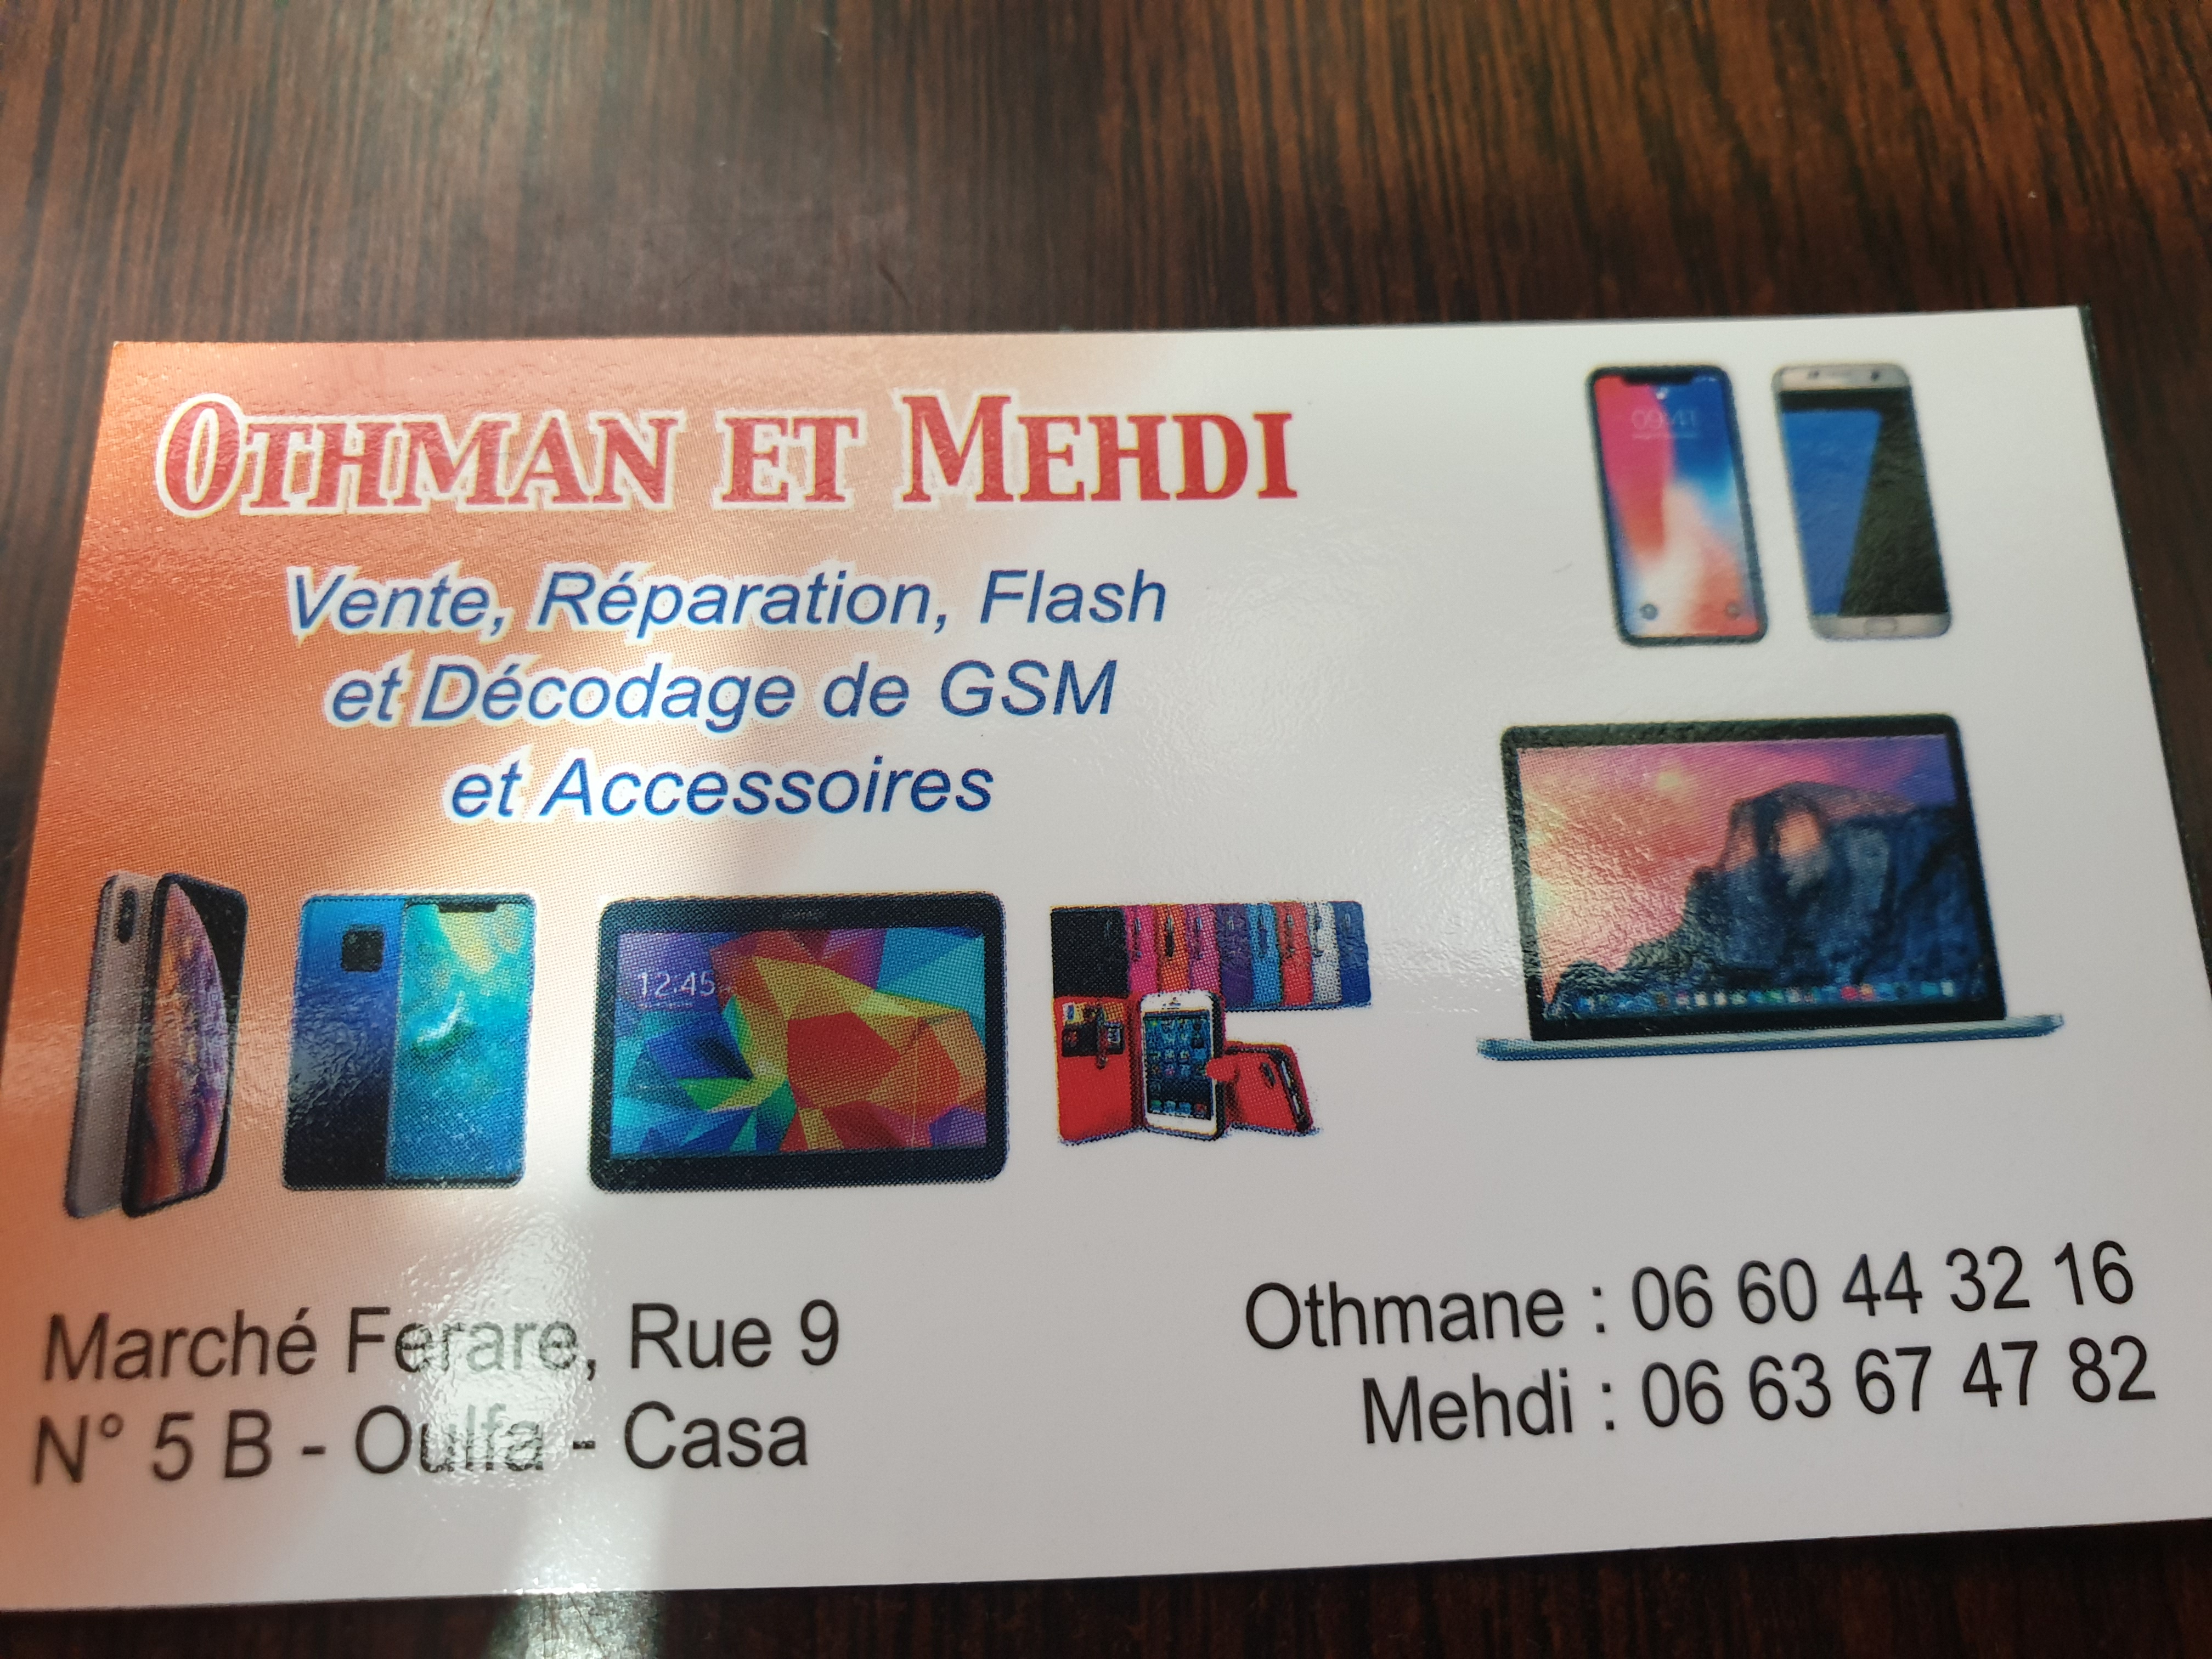 OTHMAN ET MEHDI
Vente, Réparation, Flash
et Décodage de GSM
et Accessoires
12:45
Marché Ferare, Rue 9
N° 5 B - Oulfa - Casa
Othmane : 06 60 44 32 16
Mehdi : 06 63 67 47 82